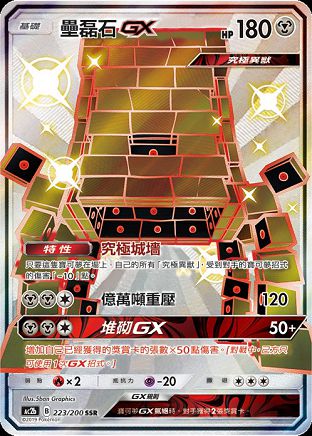 基礎
壘磊石GX
HP 180
究極異獸
特性 究極城墻
只要這隻寶可夢在場上，自己的所有「究極異獸」，受到對手的寶可夢招式
的傷害「-10」點。
億萬噸重壓 120
堆砌GX 50+
增加自己已經獲得的獎賞卡的張數×50點傷害。[對戰中，己方只
可使用1次GX招式。]
弱點 ×2 抵抗力 -20 撤退
Illus. 5ban Graphics
GX規則
sc2b B 223/200 SSR
©2019 Pokémon
寶可夢GX氣絕時，對手獲得2張獎賞卡。